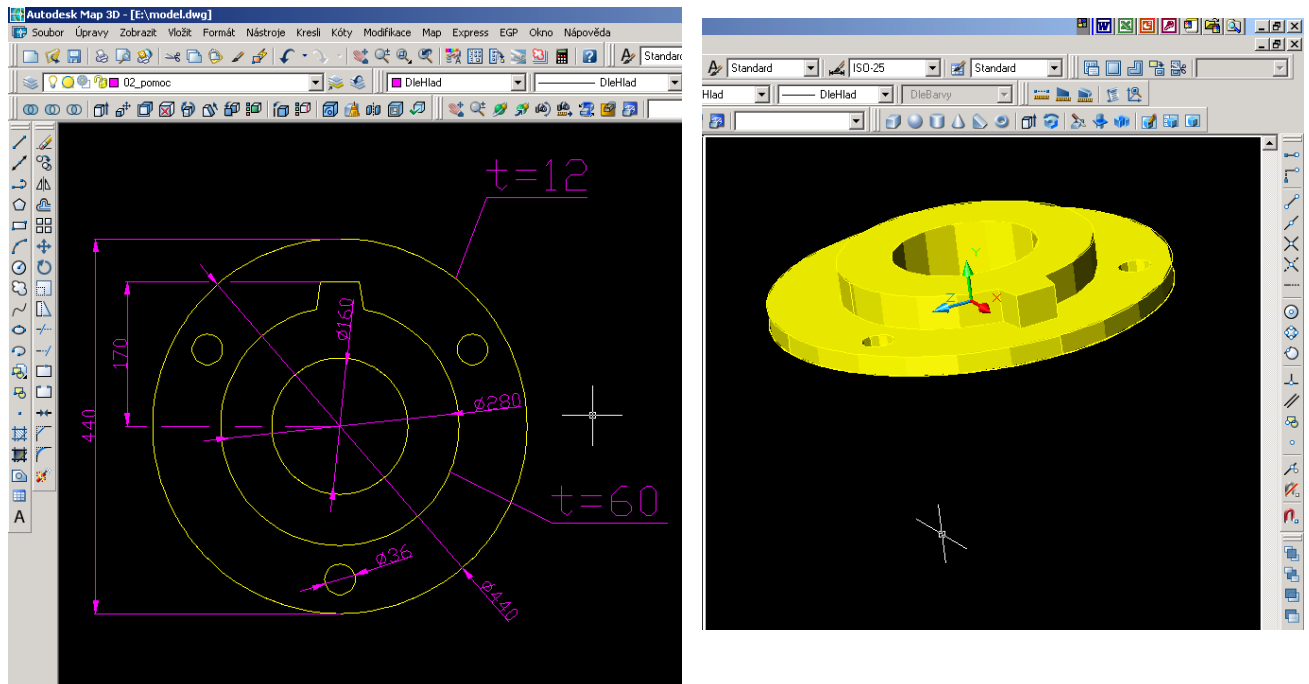 Autodesk Map 3D - [E:\model.dwg]
Soubor Úpravy Zobrazit Vložit Formát Nástroje Kresli Kóty Modifikace Map Express EGP Okno Nápověda
Standard
02_pomoc DleHlad DleHlad
t=12
170
ø160
440
ø280
t=60
ø36
ø440
A
Standard ISO-25 Standard
Hlad DleHlad DleBarvy
Y
Z X